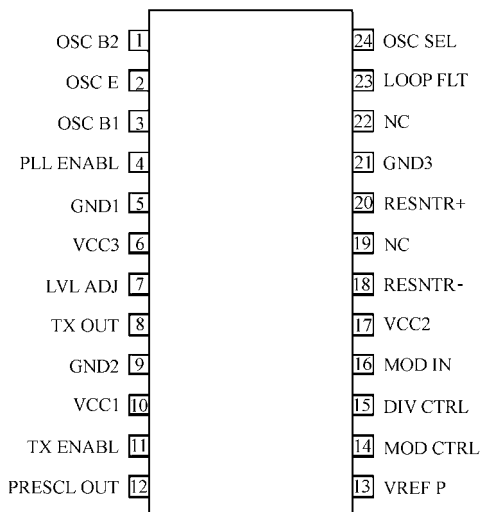 OSC B2 1
OSC E 2
OSC B1 3
PLL ENABL 4
GND1 5
VCC3 6
LVL ADJ 7
TX OUT 8
GND2 9
VCC1 10
TX ENABL 11
PRESCL OUT 12
24 OSC SEL
23 LOOP FLT
22 NC
21 GND3
20 RESNTR+
19 NC
18 RESNTR-
17 VCC2
16 MOD IN
15 DIV CTRL
14 MOD CTRL
13 VREF P